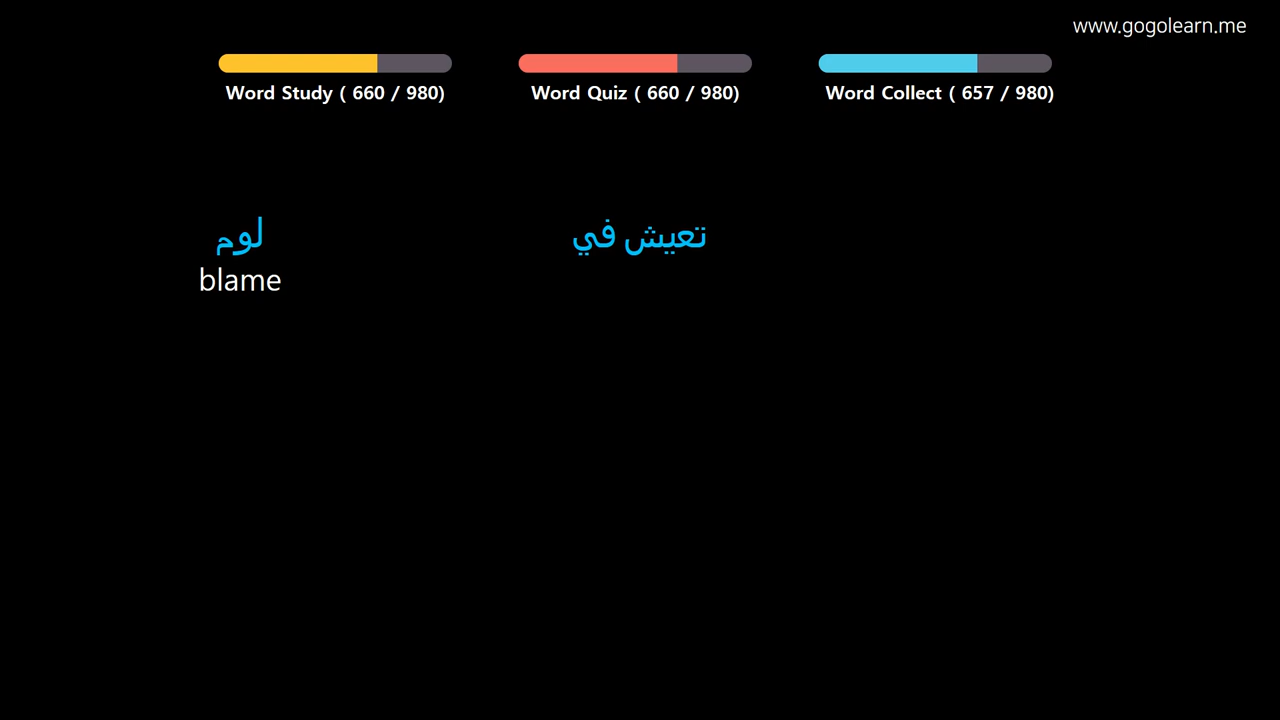 www.gogolearn.me
Word Study ( 660 / 980)
Word Quiz ( 660 / 980)
Word Collect ( 657 / 980)
لوم
blame
تعيش في